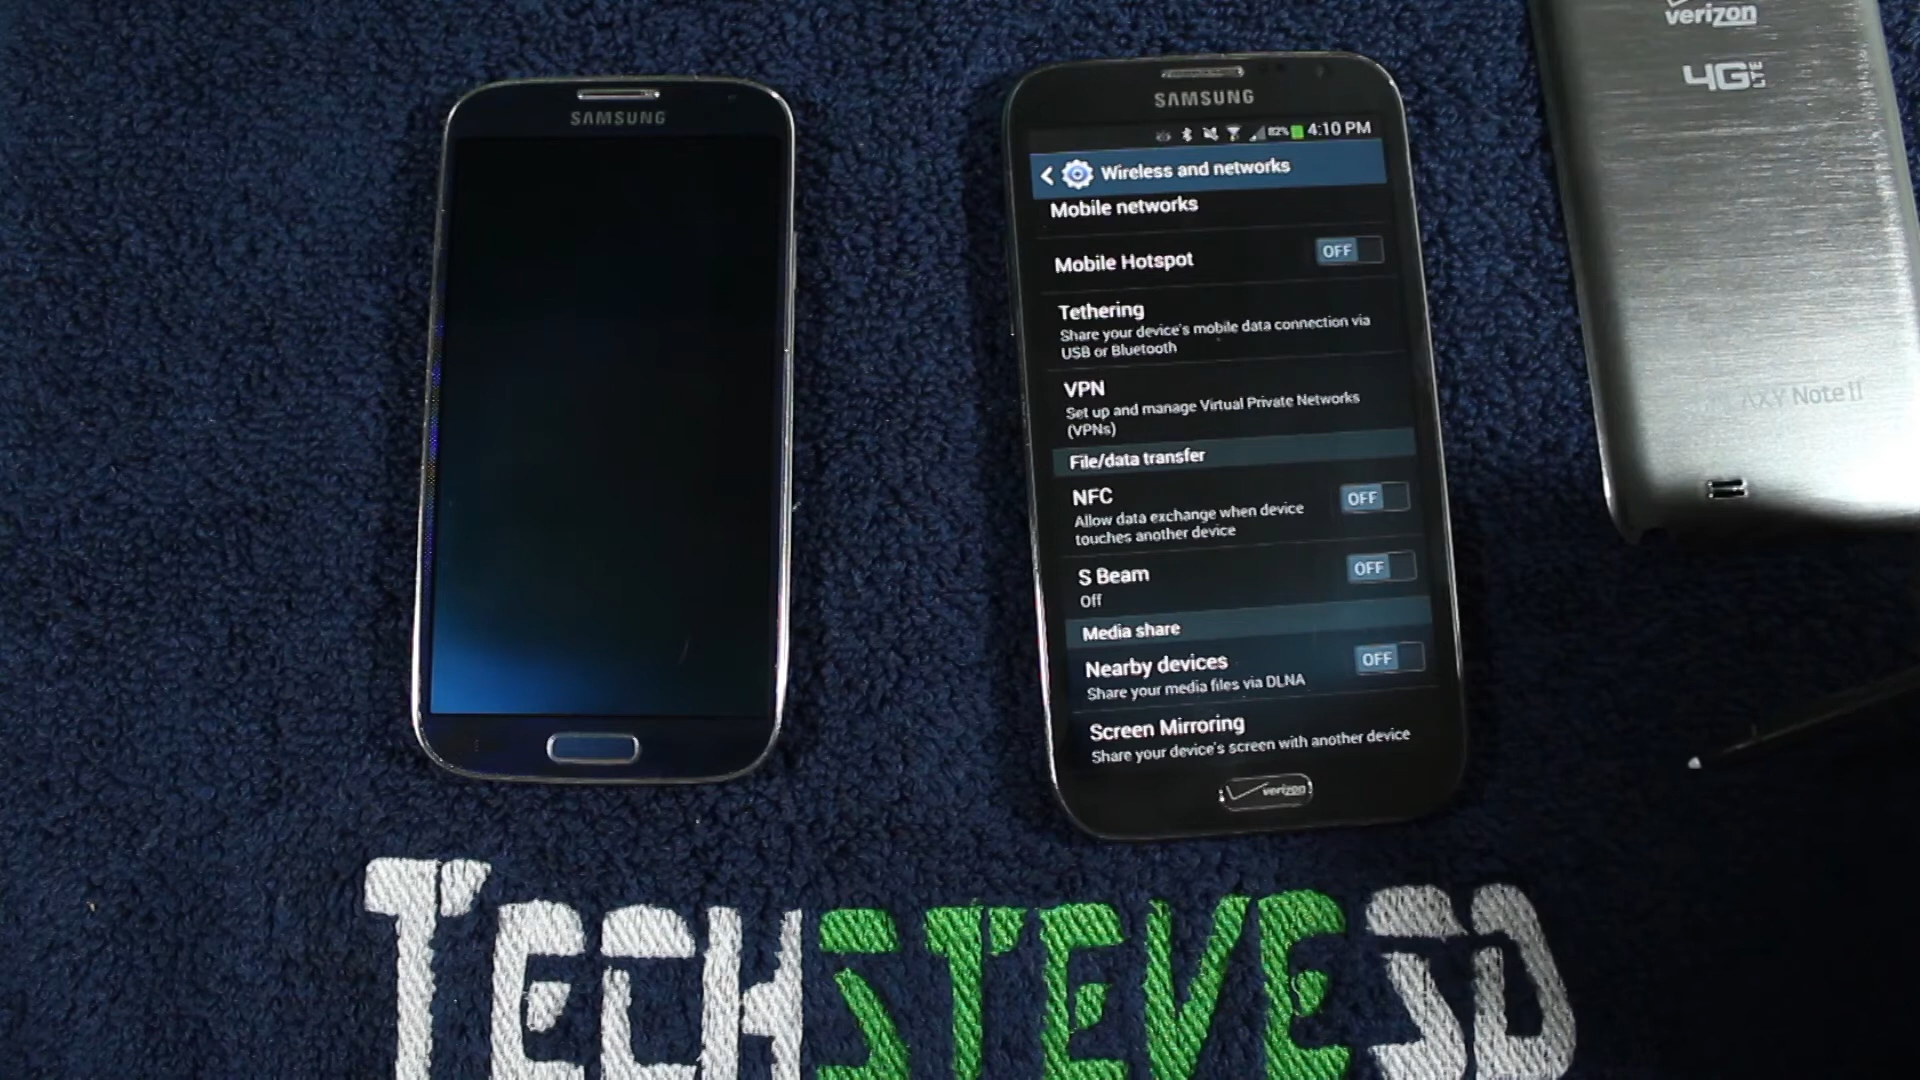 SAMSUNG
SAMSUNG
82% 4:10 PM
Wireless and networks
Mobile networks
Mobile Hotspot OFF
Tethering
Share your device's mobile data connection via
USB or Bluetooth
VPN
Set up and manage Virtual Private Networks
(VPNs)
File/data transfer
NFC OFF
Allow data exchange when device
touches another device
S Beam OFF
Off
Media share
Nearby devices OFF
Share your media files via DLNA
Screen Mirroring
Share your device's screen with another device
verizon
verizon
4G LTE
Note II
TECHSTEVESD